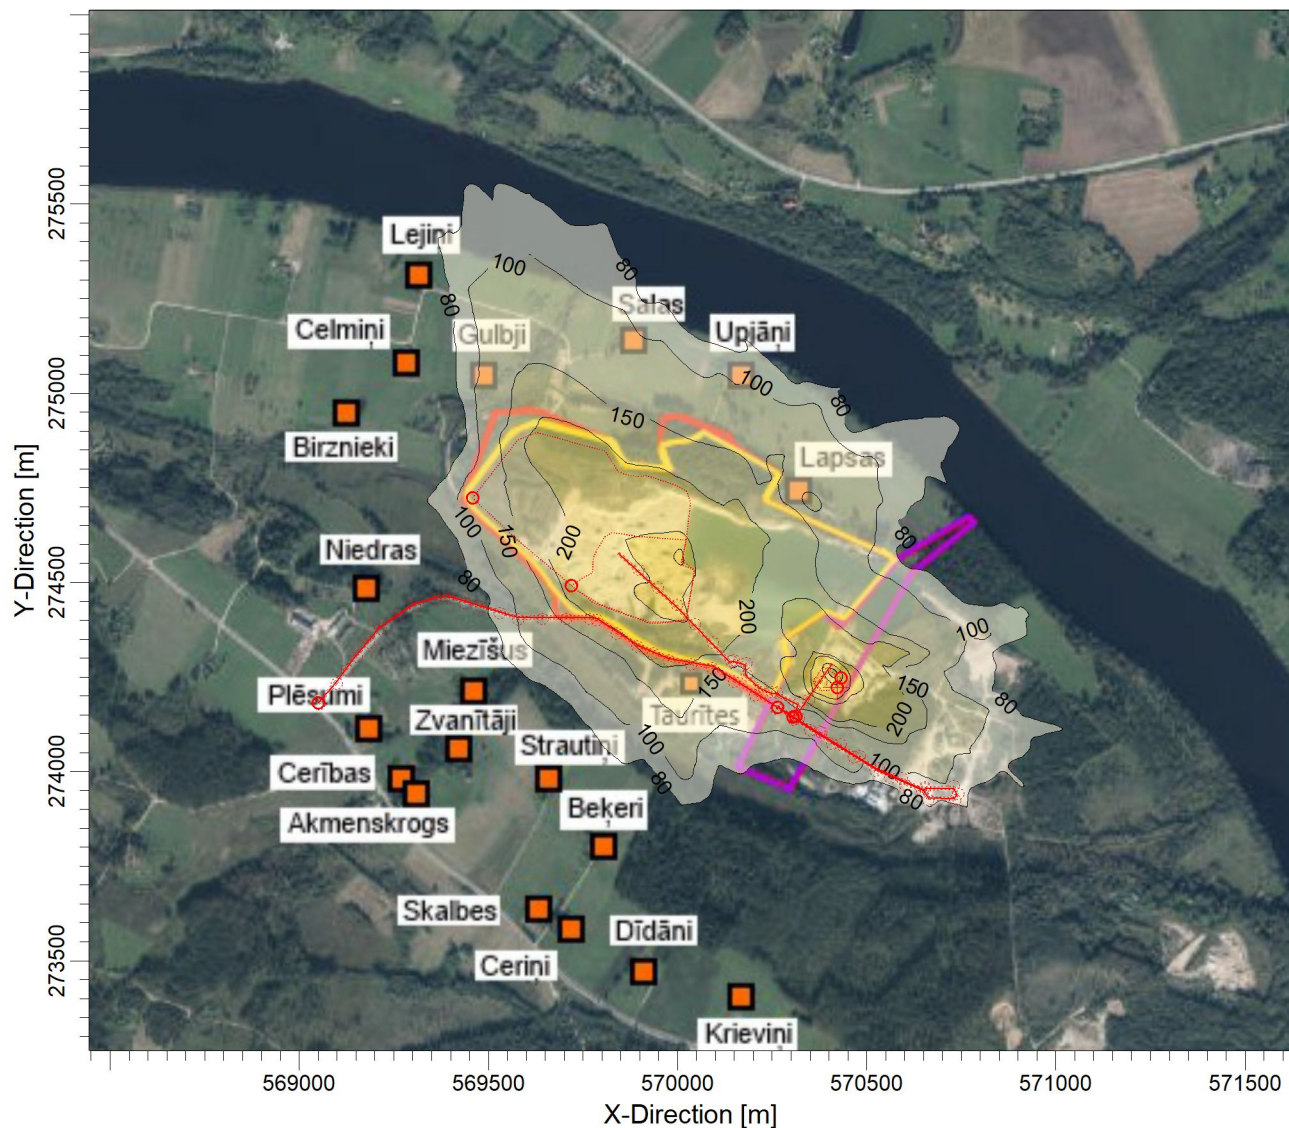 Y-Direction [m]
275500
275000
274500
274000
273500
Lejiņi
100
80
80
Salas
Celmiņi
Gulbji
Upjāņi
100
80
Birznieki
150
Lapsas
100
150
200
80
Niedras
80
200
100
Miezīšus
150
150
80
Plēsumi
Taurītes
200
Zvanītāji
Strautiņi
100
100
Cerības
80
80
Beķeri
Akmenskrogs
Skalbes
Dīdāni
Ceriņi
Krieviņi
569000
569500
570000
570500
571000
571500
X-Direction [m]